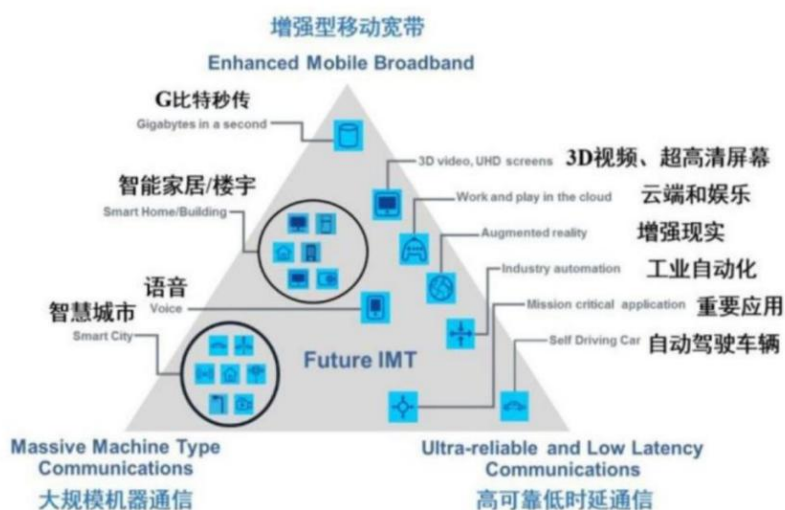 增强型移动宽带
Enhanced Mobile Broadband
G比特秒传
Gigabytes in a second
3D video, UHD screens 3D视频、超高清屏幕
智能家居/楼宇
Smart Home/Building
Work and play in the cloud 云端和娱乐
Augmented reality 增强现实
Industry automation 工业自动化
语音
Voice
Mission critical application 重要应用
智慧城市
Smart City
Self Driving Car 自动驾驶车辆
Future IMT
Massive Machine Type
Communications
大规模机器通信
Ultra-reliable and Low Latency
Communications
高可靠低时延通信